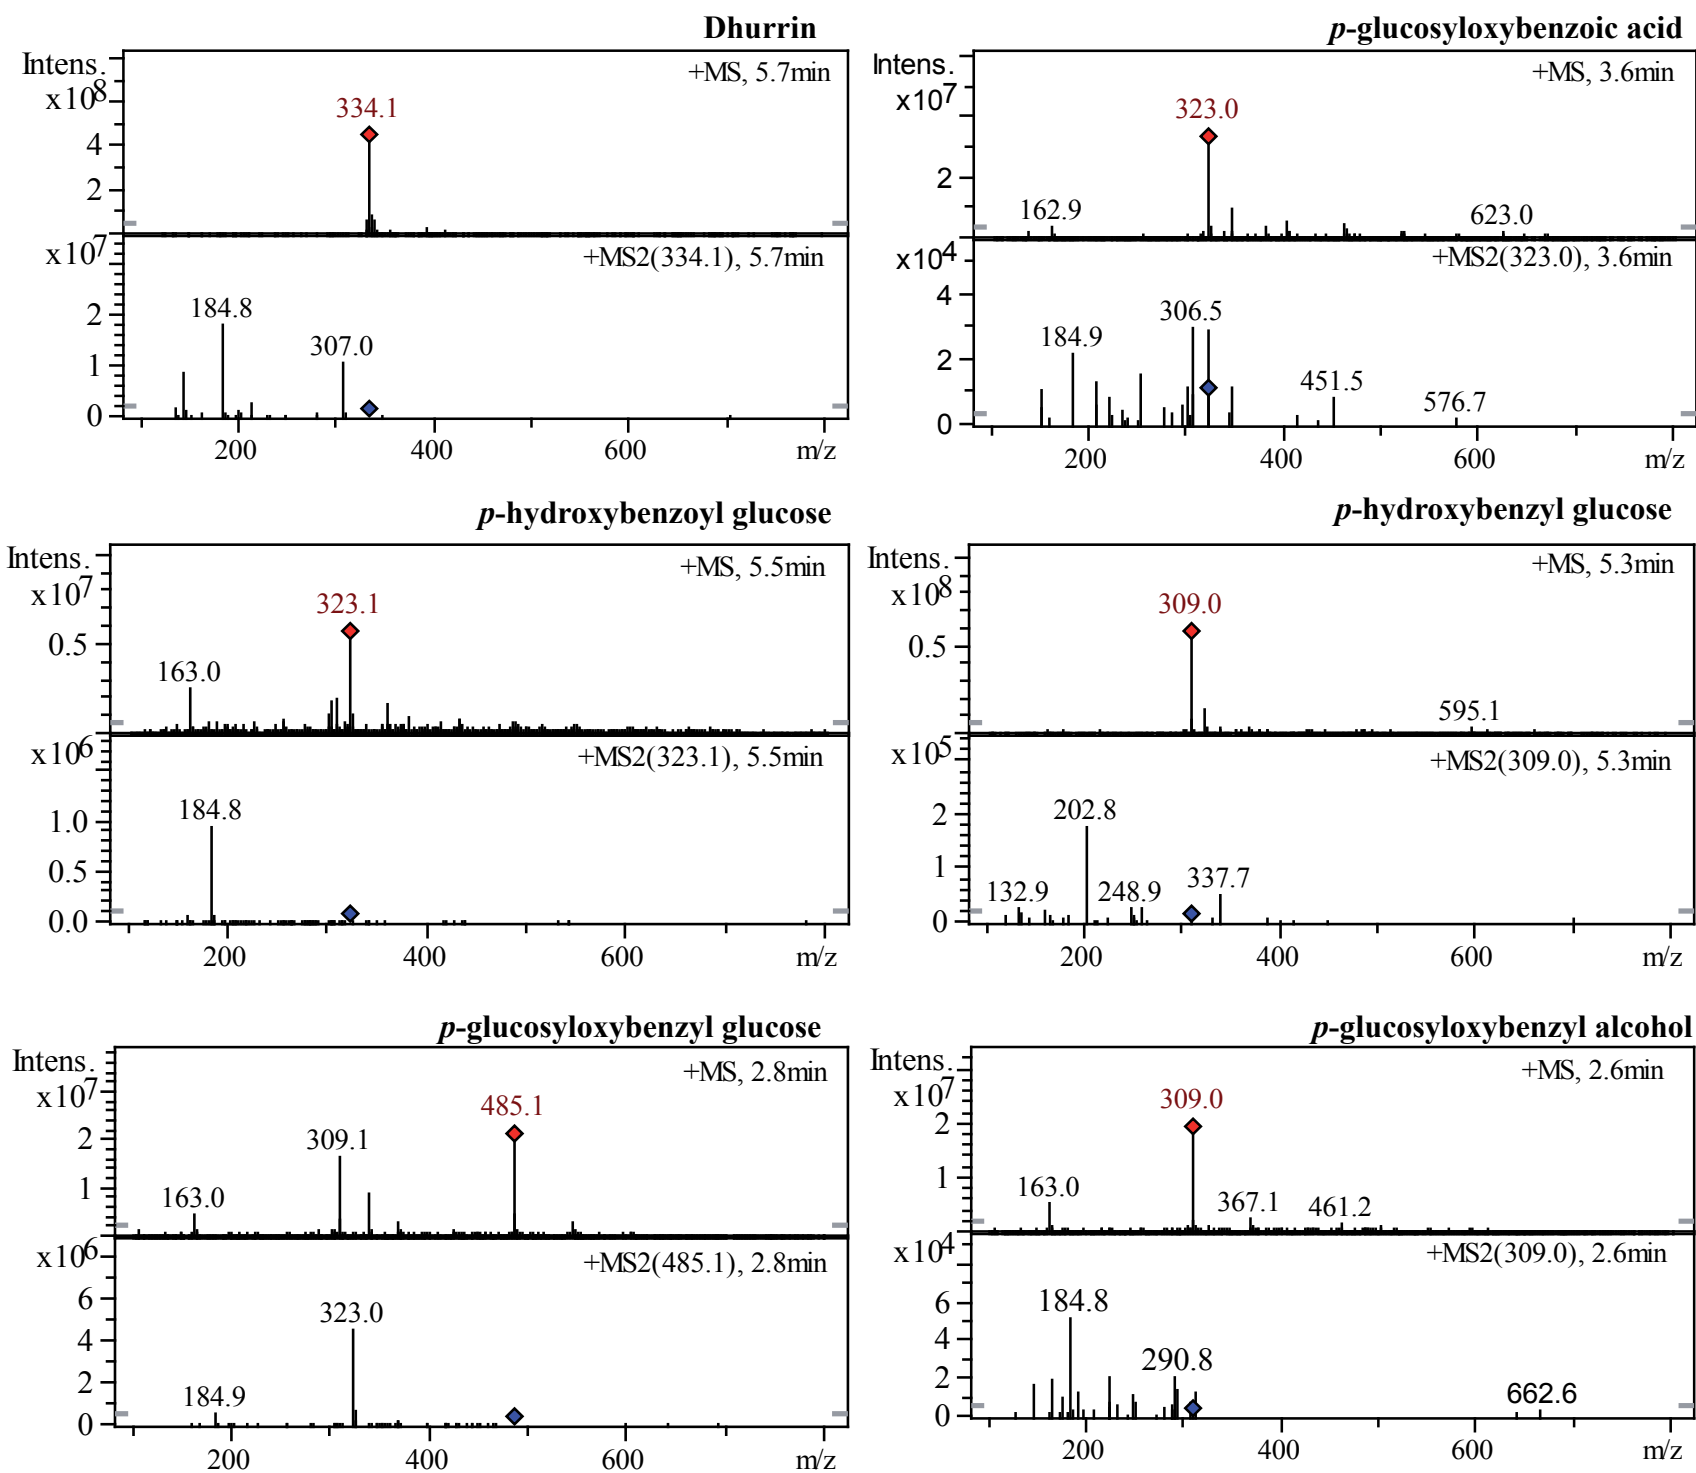 Dhurrin
Intens.
x10^8
+MS, 5.7min
334.1
4
2
x10^7
+MS2(334.1), 5.7min
184.8
307.0
2
1
0
200 400 600 m/z
p-glucosyloxybenzoic acid
Intens.
x10^7
+MS, 3.6min
323.0
2
162.9
623.0
x10^4
+MS2(323.0), 3.6min
4
306.5
184.9
2
451.5
576.7
0
200 400 600 m/z
p-hydroxybenzoyl glucose
Intens.
x10^7
+MS, 5.5min
323.1
0.5
163.0
x10^6
+MS2(323.1), 5.5min
184.8
1.0
0.5
0.0
200 400 600 m/z
p-hydroxybenzyl glucose
Intens.
x10^8
+MS, 5.3min
309.0
0.5
595.1
x10^5
+MS2(309.0), 5.3min
202.8
2
1
132.9 248.9 337.7
0
200 400 600 m/z
p-glucosyloxybenzyl glucose
Intens.
x10^7
+MS, 2.8min
485.1
2
309.1
1
163.0
x10^6
+MS2(485.1), 2.8min
6
323.0
4
2
184.9
0
200 400 600 m/z
p-glucosyloxybenzyl alcohol
Intens.
x10^7
+MS, 2.6min
309.0
2
1
163.0
367.1
461.2
x10^4
+MS2(309.0), 2.6min
6
184.8
4
290.8
2
662.6
0
200 400 600 m/z